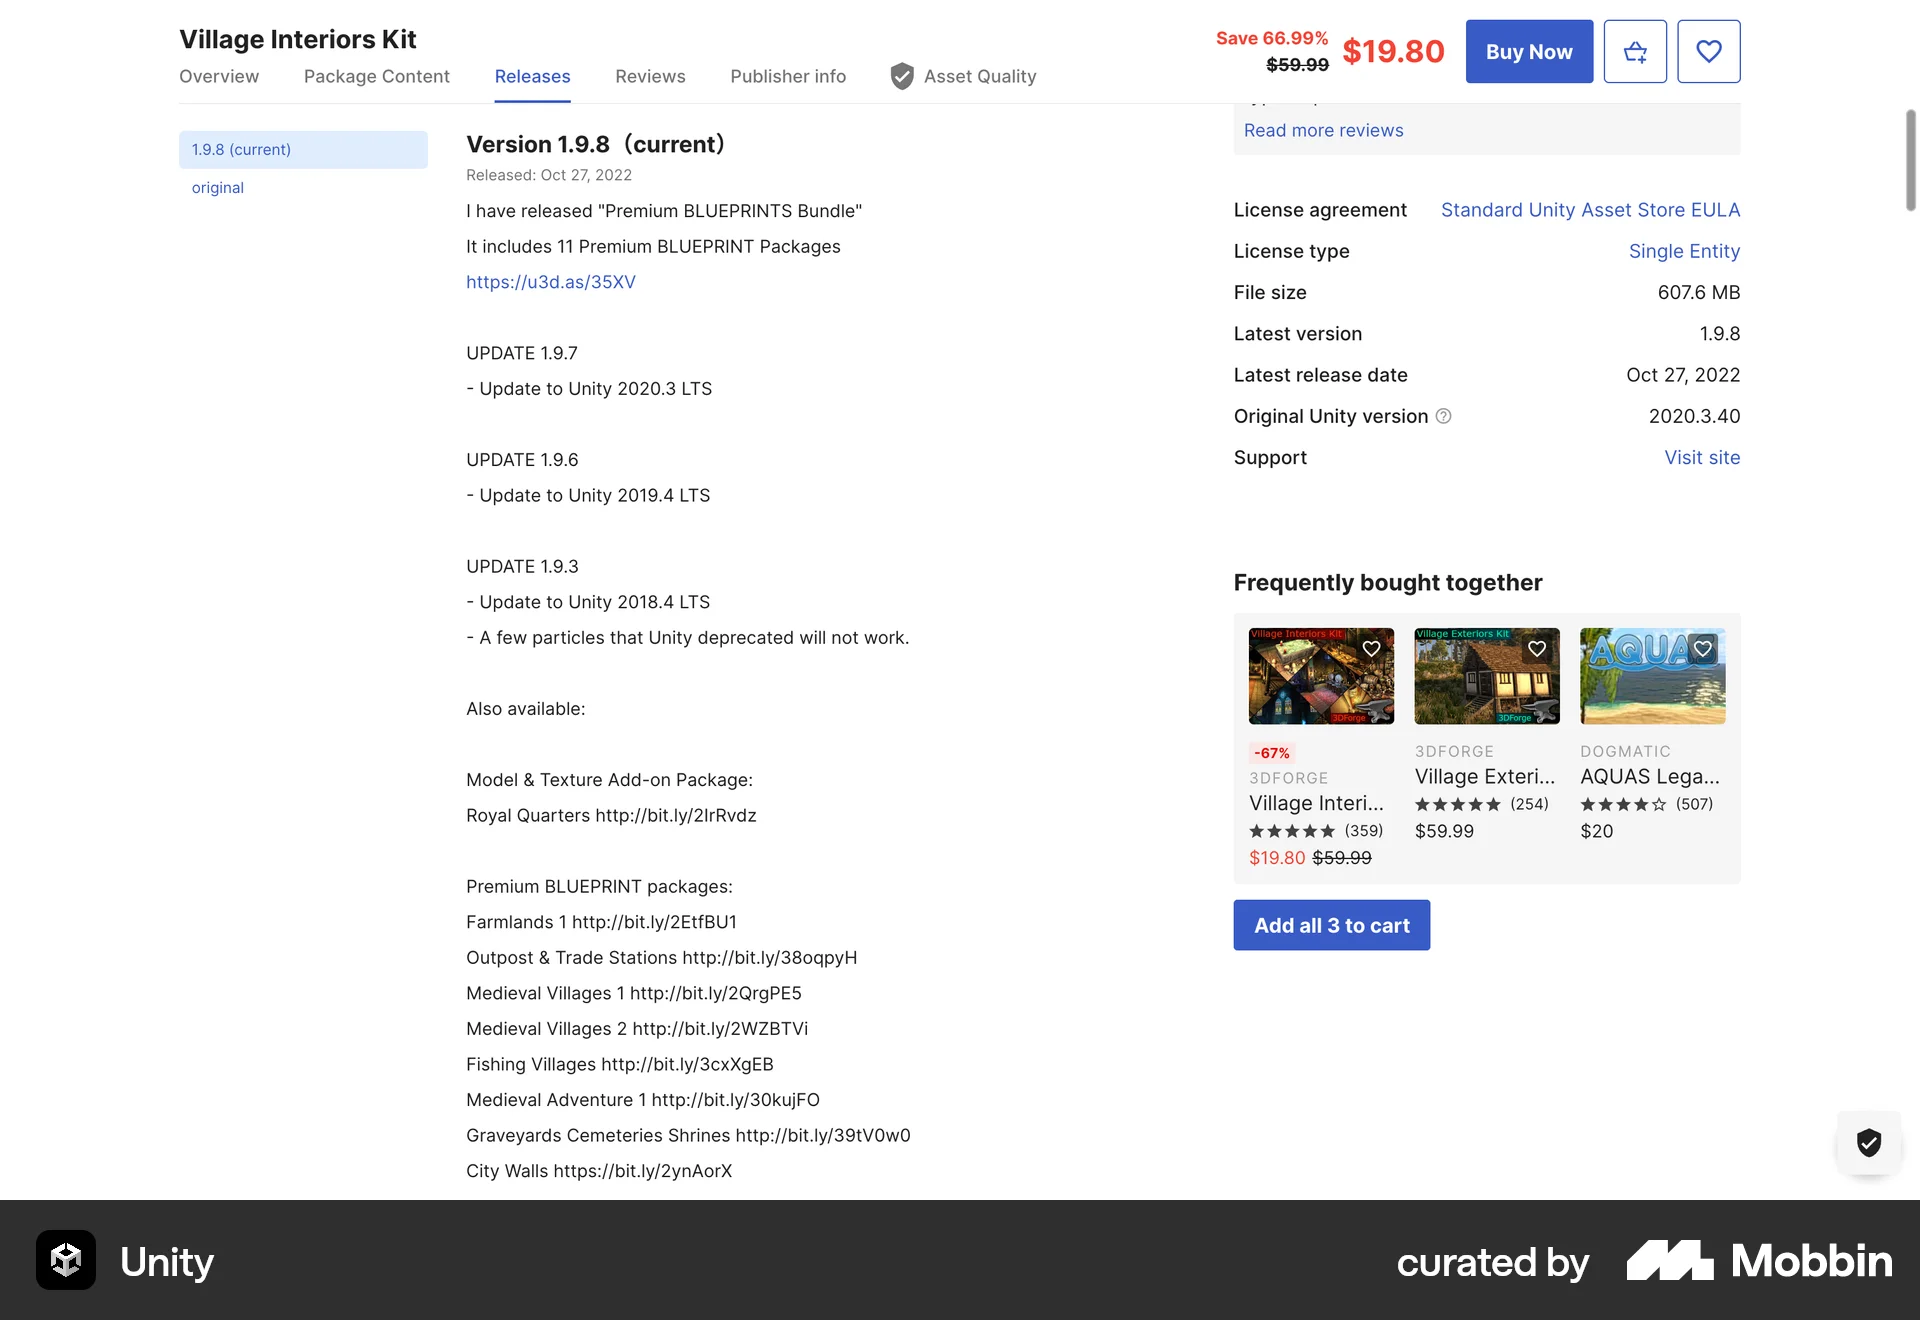 Village Interiors Kit
Save 66.99%
$59.99
$19.80
Buy Now
Overview
Package Content
Releases
Reviews
Publisher info
Asset Quality
1.9.8 (current)
original
Version 1.9.8（current）
Released: Oct 27, 2022
I have released "Premium BLUEPRINTS Bundle"
It includes 11 Premium BLUEPRINT Packages
https://u3d.as/35XV
UPDATE 1.9.7
- Update to Unity 2020.3 LTS
UPDATE 1.9.6
- Update to Unity 2019.4 LTS
UPDATE 1.9.3
- Update to Unity 2018.4 LTS
- A few particles that Unity deprecated will not work.
Also available:
Model & Texture Add-on Package:
Royal Quarters http://bit.ly/2IrRvdz
Premium BLUEPRINT packages:
Farmlands 1 http://bit.ly/2EtfBU1
Outpost & Trade Stations http://bit.ly/38oqpyH
Medieval Villages 1 http://bit.ly/2QrgPE5
Medieval Villages 2 http://bit.ly/2WZBTVi
Fishing Villages http://bit.ly/3cxXgEB
Medieval Adventure 1 http://bit.ly/30kujFO
Graveyards Cemeteries Shrines http://bit.ly/39tV0w0
City Walls https://bit.ly/2ynAorX
Read more reviews
License agreement Standard Unity Asset Store EULA
License type Single Entity
File size 607.6 MB
Latest version 1.9.8
Latest release date Oct 27, 2022
Original Unity version 2020.3.40
Support Visit site
Frequently bought together
Village Interiors Kit
3DForge
-67%
3DFORGE
Village Interi...
(359)
$19.80 $59.99
Village Exteriors Kit
3DForge
3DFORGE
Village Exteri...
(254)
$59.99
AQUAS
DOGMATIC
AQUAS Lega...
(507)
$20
Add all 3 to cart
Unity
curated by
Mobbin